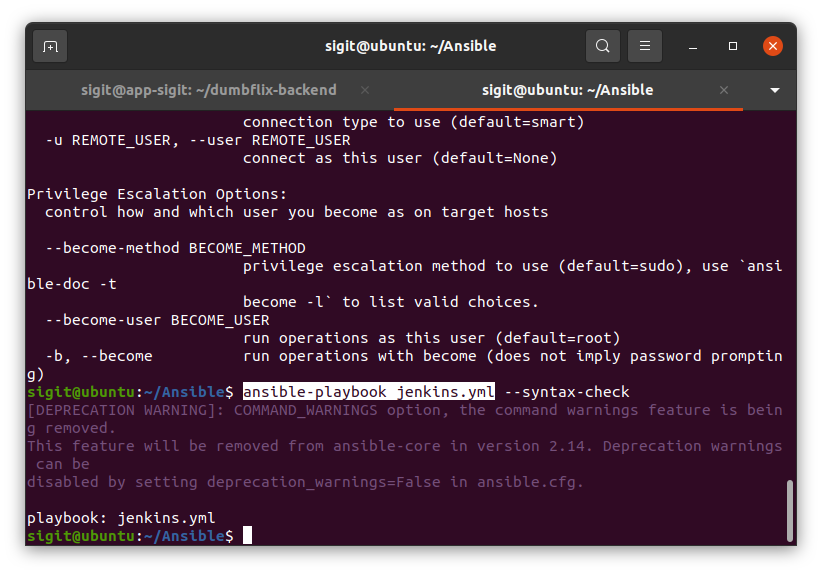 sigit@ubuntu: ~/Ansible
sigit@app-sigit: ~/dumbflix-backend
sigit@ubuntu: ~/Ansible
connection type to use (default=smart)
-u REMOTE_USER, --user REMOTE_USER
connect as this user (default=None)
Privilege Escalation Options:
control how and which user you become as on target hosts
--become-method BECOME_METHOD
privilege escalation method to use (default=sudo), use `ansi
ble-doc -t
become -l` to list valid choices.
--become-user BECOME_USER
run operations as this user (default=root)
-b, --become run operations with become (does not imply password promptin
g)
sigit@ubuntu:~/Ansible$ ansible-playbook jenkins.yml --syntax-check
[DEPRECATION WARNING]: COMMAND_WARNINGS option, the command warnings feature is bein
g removed.
This feature will be removed from ansible-core in version 2.14. Deprecation warnings
can be
disabled by setting deprecation_warnings=False in ansible.cfg.
playbook: jenkins.yml
sigit@ubuntu:~/Ansible$